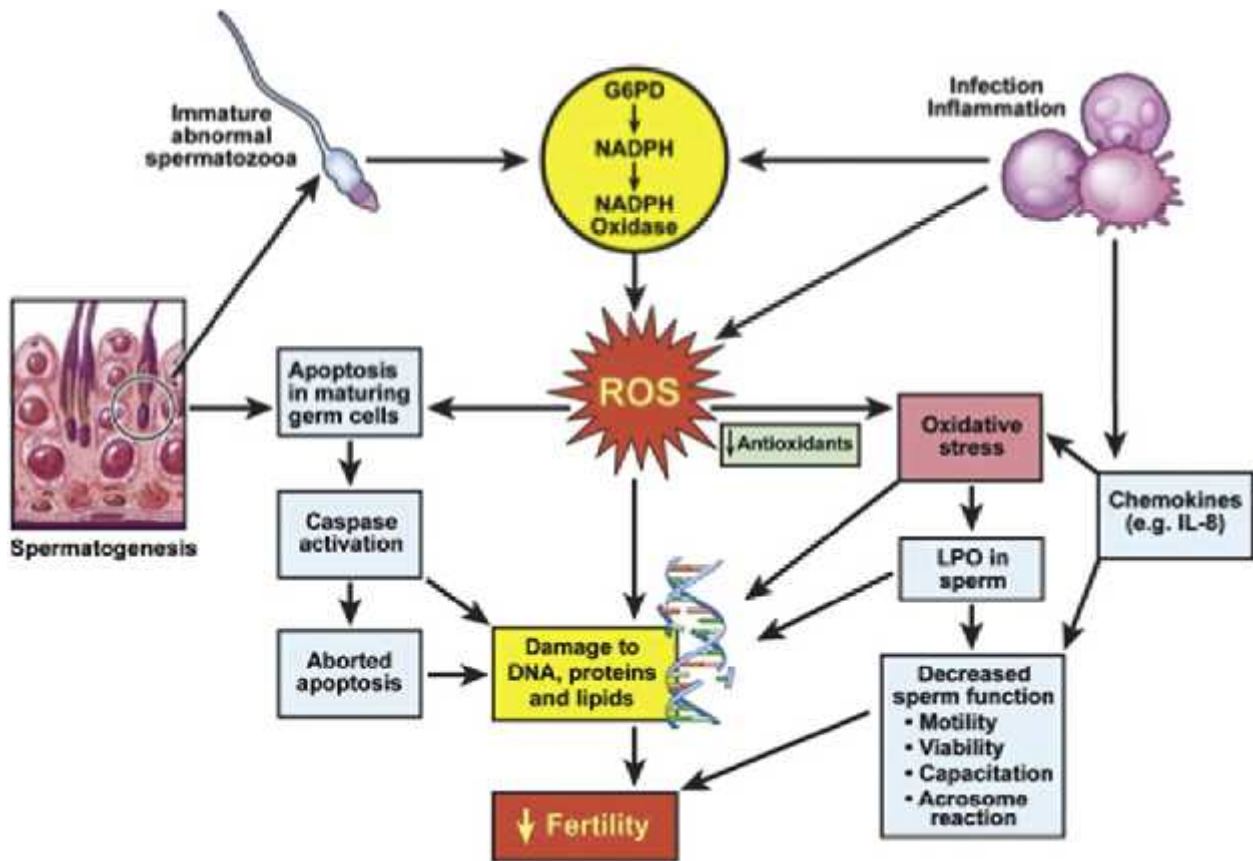 Immature
abnormal
spermatozoa
G6PD
NADPH
NADPH
Oxidase
Infection
Inflammation
Spermatogenesis
Apoptosis
in maturing
germ cells
ROS
↓ Antioxidants
Oxidative
stress
Chemokines
(e.g. IL-8)
Caspase
activation
LPO in
sperm
Aborted
apoptosis
Damage to
DNA, proteins
and lipids
Decreased
sperm function
• Motility
• Viability
• Capacitation
• Acrosome
reaction
↓ Fertility